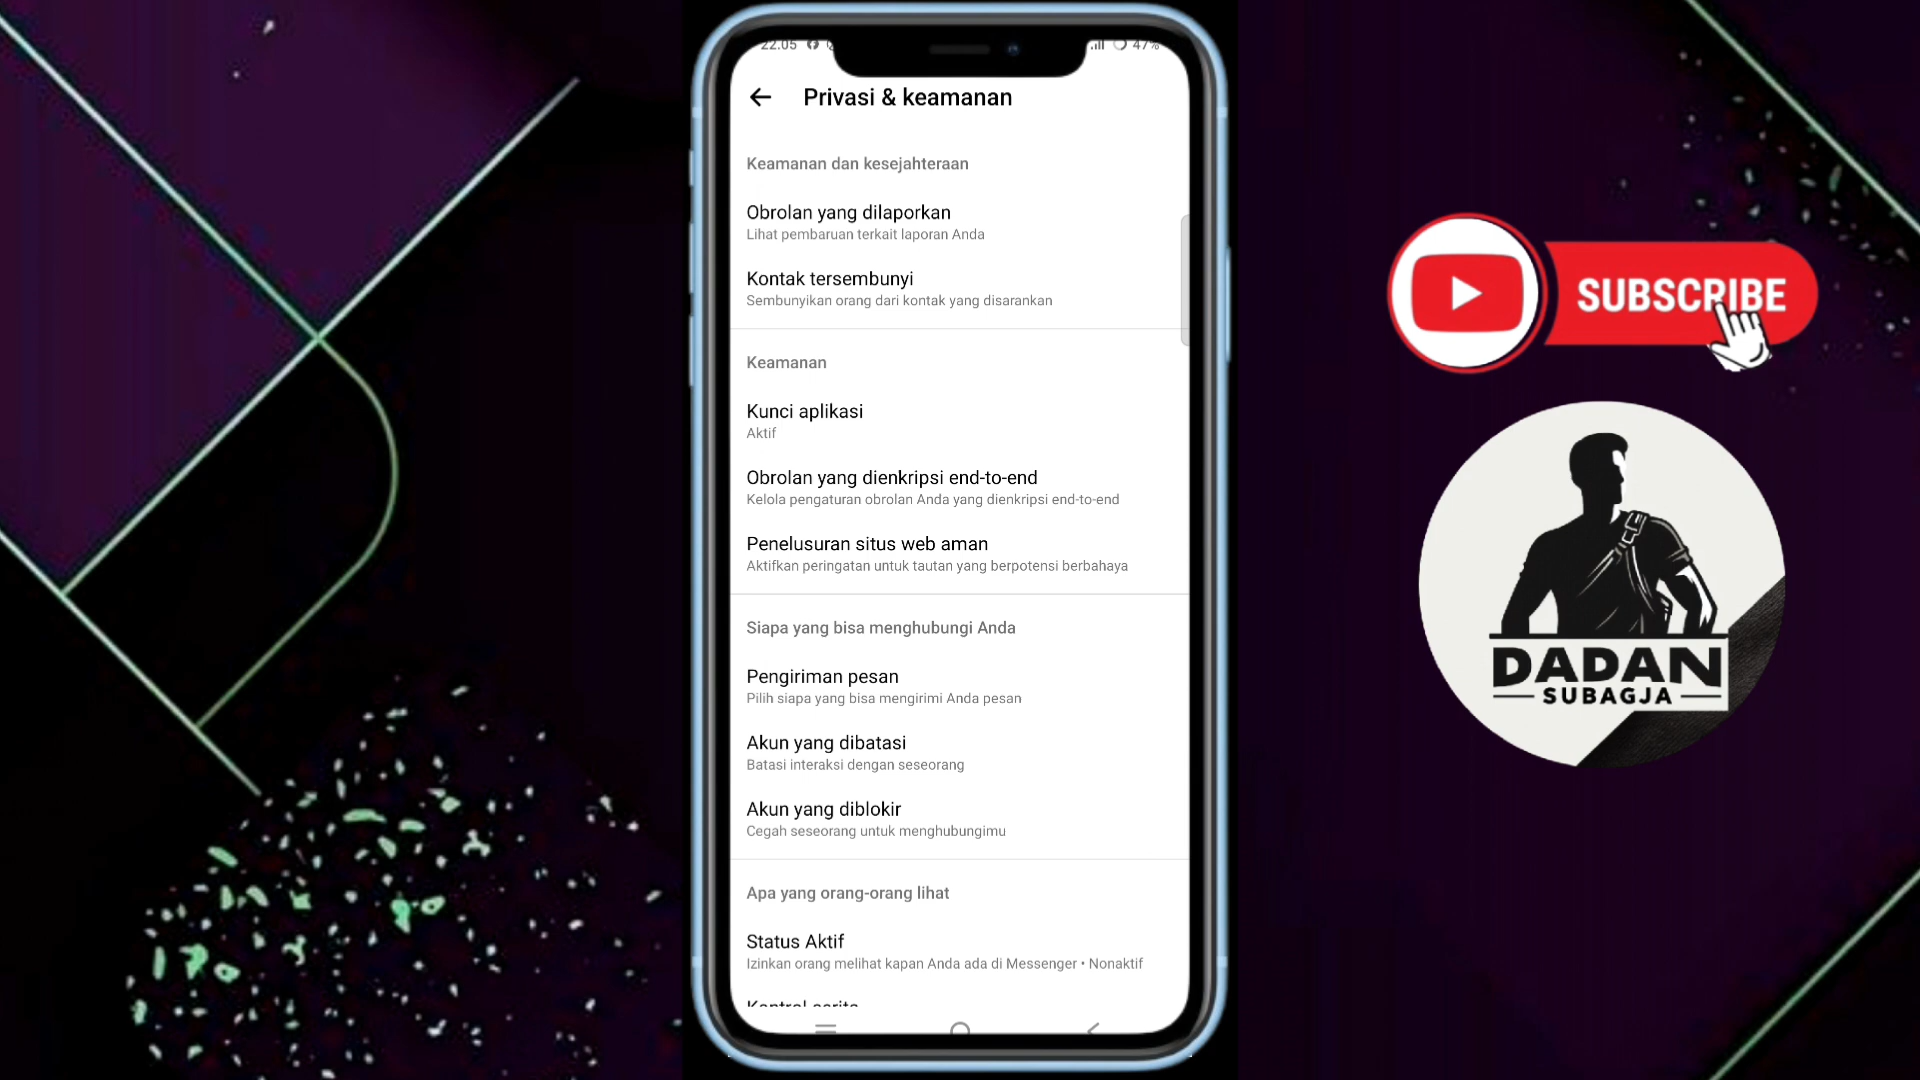 22.05
47%
Privasi & keamanan
Keamanan dan kesejahteraan
Obrolan yang dilaporkan
Lihat pembaruan terkait laporan Anda
Kontak tersembunyi
Sembunyikan orang dari kontak yang disarankan
Keamanan
Kunci aplikasi
Aktif
Obrolan yang dienkripsi end-to-end
Kelola pengaturan obrolan Anda yang dienkripsi end-to-end
Penelusuran situs web aman
Aktifkan peringatan untuk tautan yang berpotensi berbahaya
Siapa yang bisa menghubungi Anda
Pengiriman pesan
Pilih siapa yang bisa mengirimi Anda pesan
Akun yang dibatasi
Batasi interaksi dengan seseorang
Akun yang diblokir
Cegah seseorang untuk menghubungimu
Apa yang orang-orang lihat
Status Aktif
Izinkan orang melihat kapan Anda ada di Messenger • Nonaktif
Kontrol cerita
SUBSCRIBE
DADAN
SUBAGJA